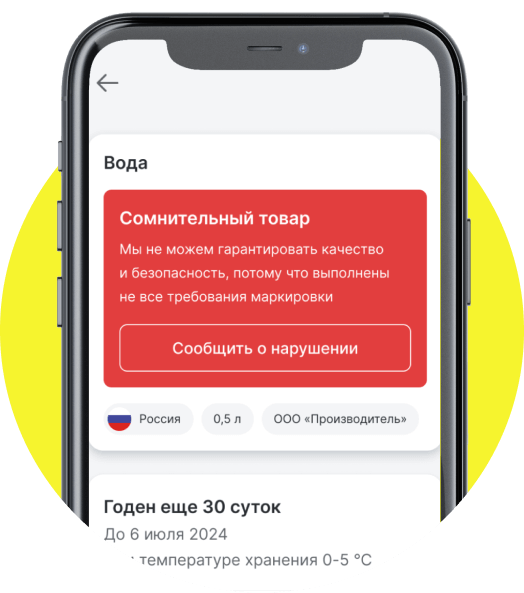 Вода
Сомнительный товар
Мы не можем гарантировать качество
и безопасность, потому что выполнены
не все требования маркировки
Сообщить о нарушении
Россия
0,5 л
ООО «Производитель»
Годен еще 30 суток
До 6 июля 2024
температуре хранения 0-5 °C